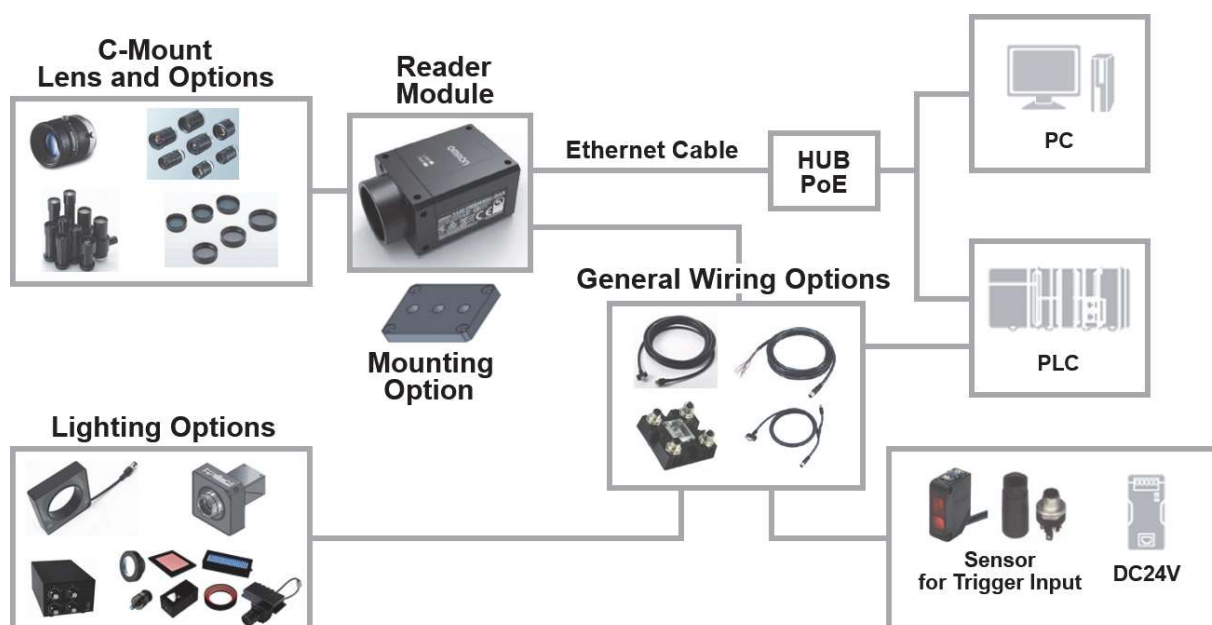 C-Mount
Lens and Options
Reader
Module
omron
Ethernet Cable
HUB
PoE
PC
General Wiring Options
PLC
Mounting
Option
Lighting Options
Sensor
for Trigger Input
DC24V